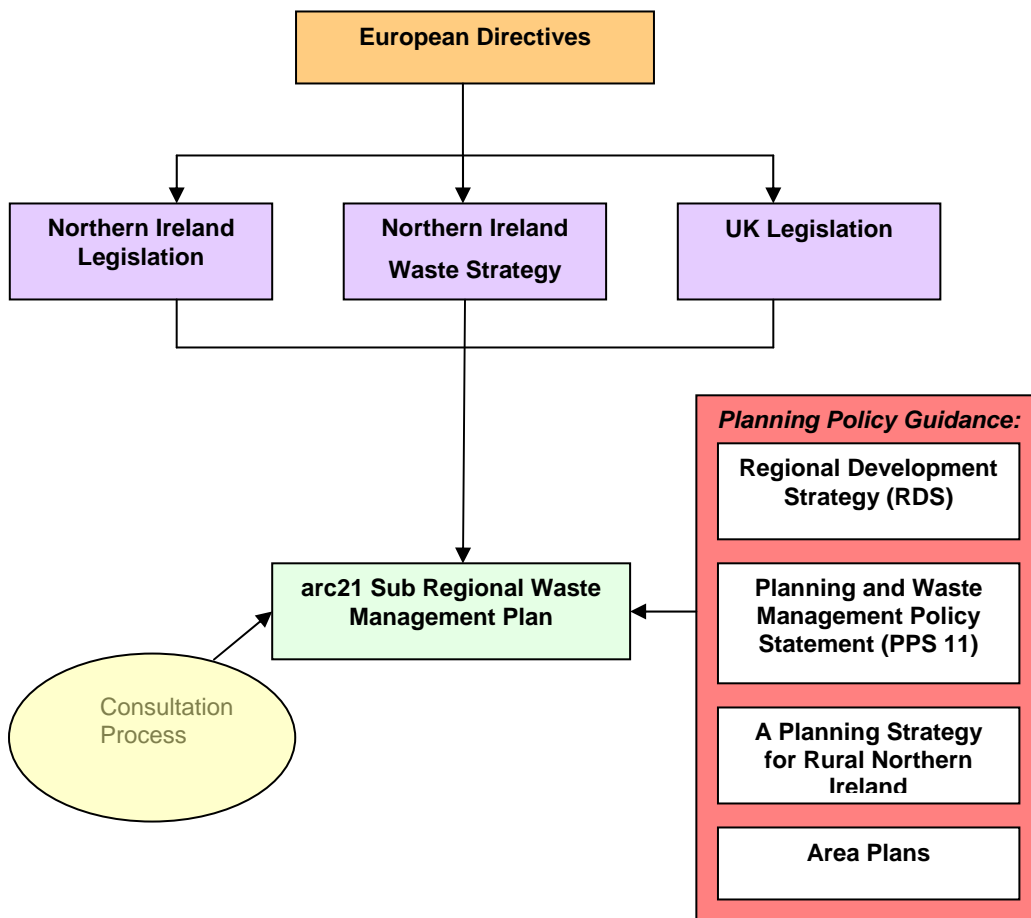 European Directives
Northern Ireland
Legislation
Northern Ireland
Waste Strategy
UK Legislation
Planning Policy Guidance:
Regional Development
Strategy (RDS)
Planning and Waste
Management Policy
Statement (PPS 11)
A Planning Strategy
for Rural Northern
Ireland
Area Plans
arc21 Sub Regional Waste
Management Plan
Consultation
Process